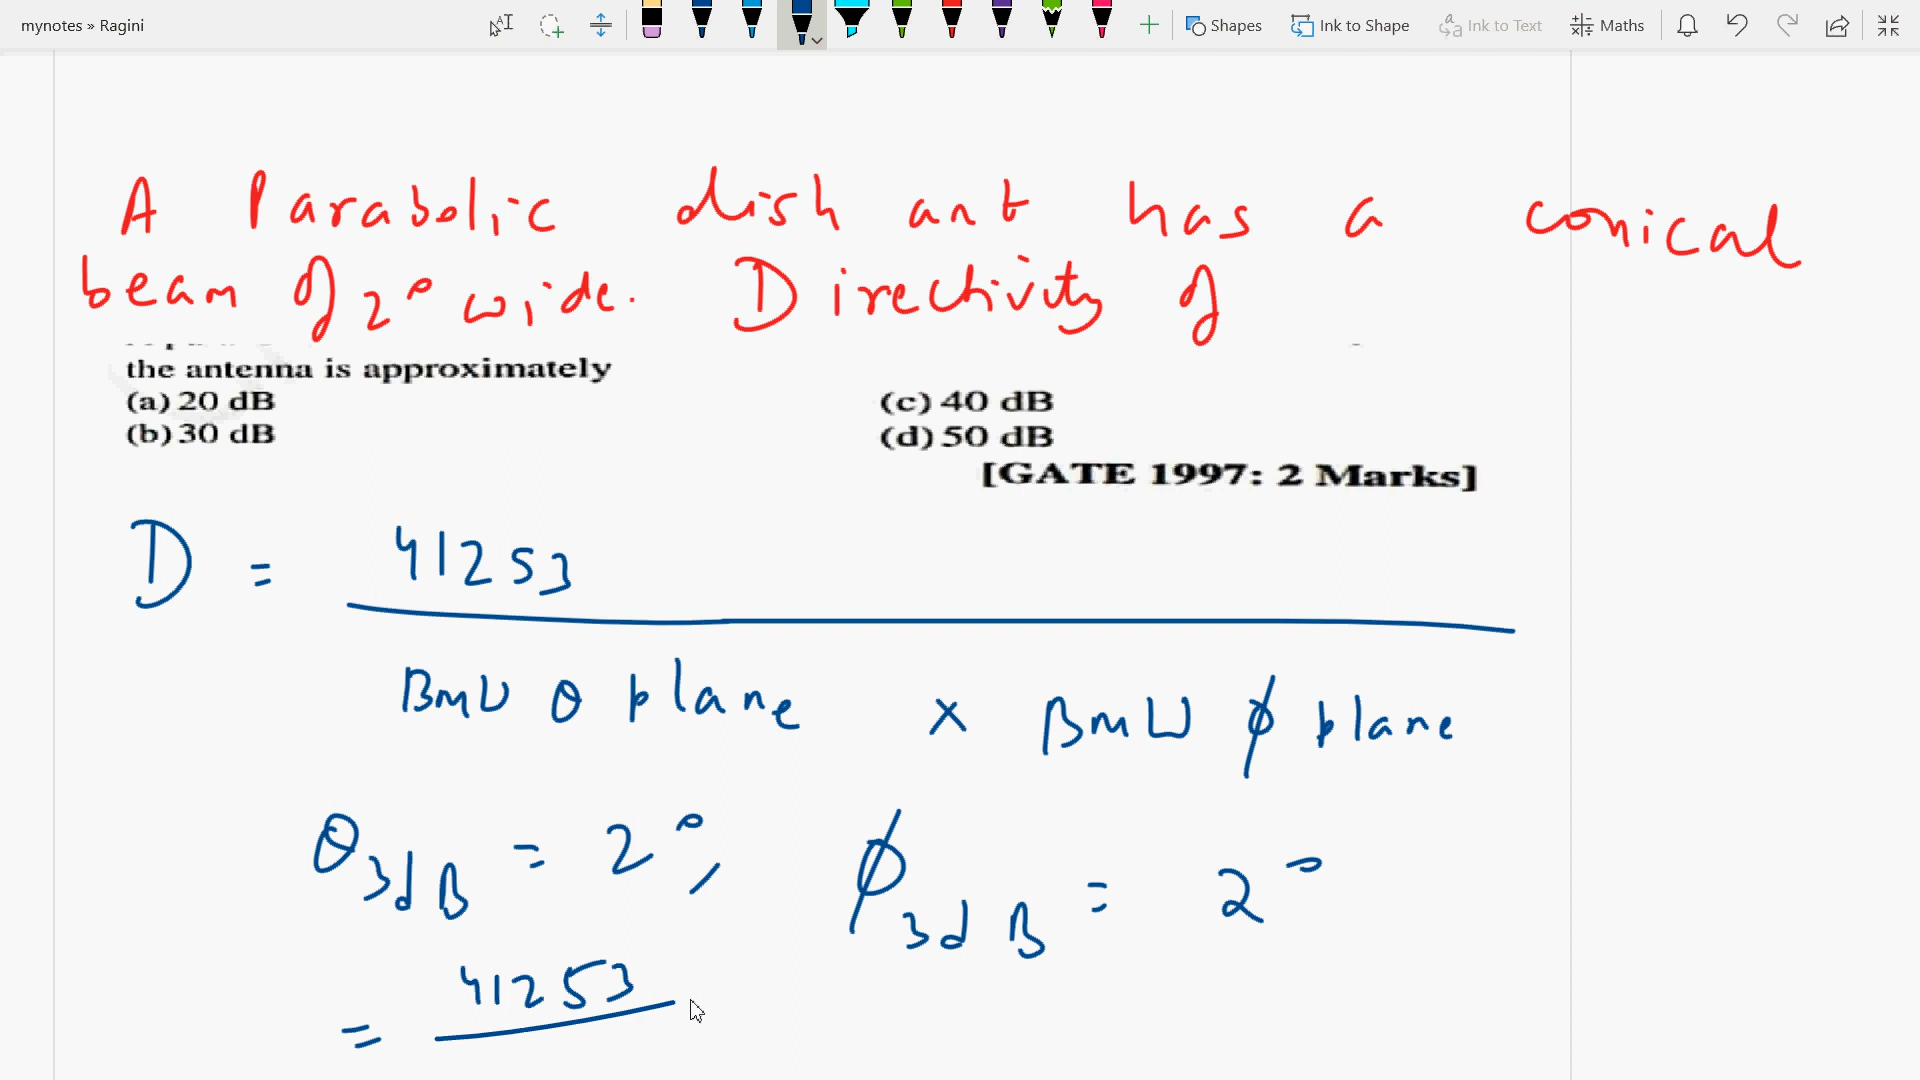 mynotes » Ragini
Shapes Ink to Shape Ink to Text Maths
A Parabolic dish ant has a conical
beam of 2° wide. Directivity of
the antenna is approximately
(a) 20 dB (c) 40 dB
(b) 30 dB (d) 50 dB
[GATE 1997: 2 Marks]
D = 41253
BmW θ plane × BmW ϕ plane
θ3dB = 2°, ϕ3dB = 2°
= 41253